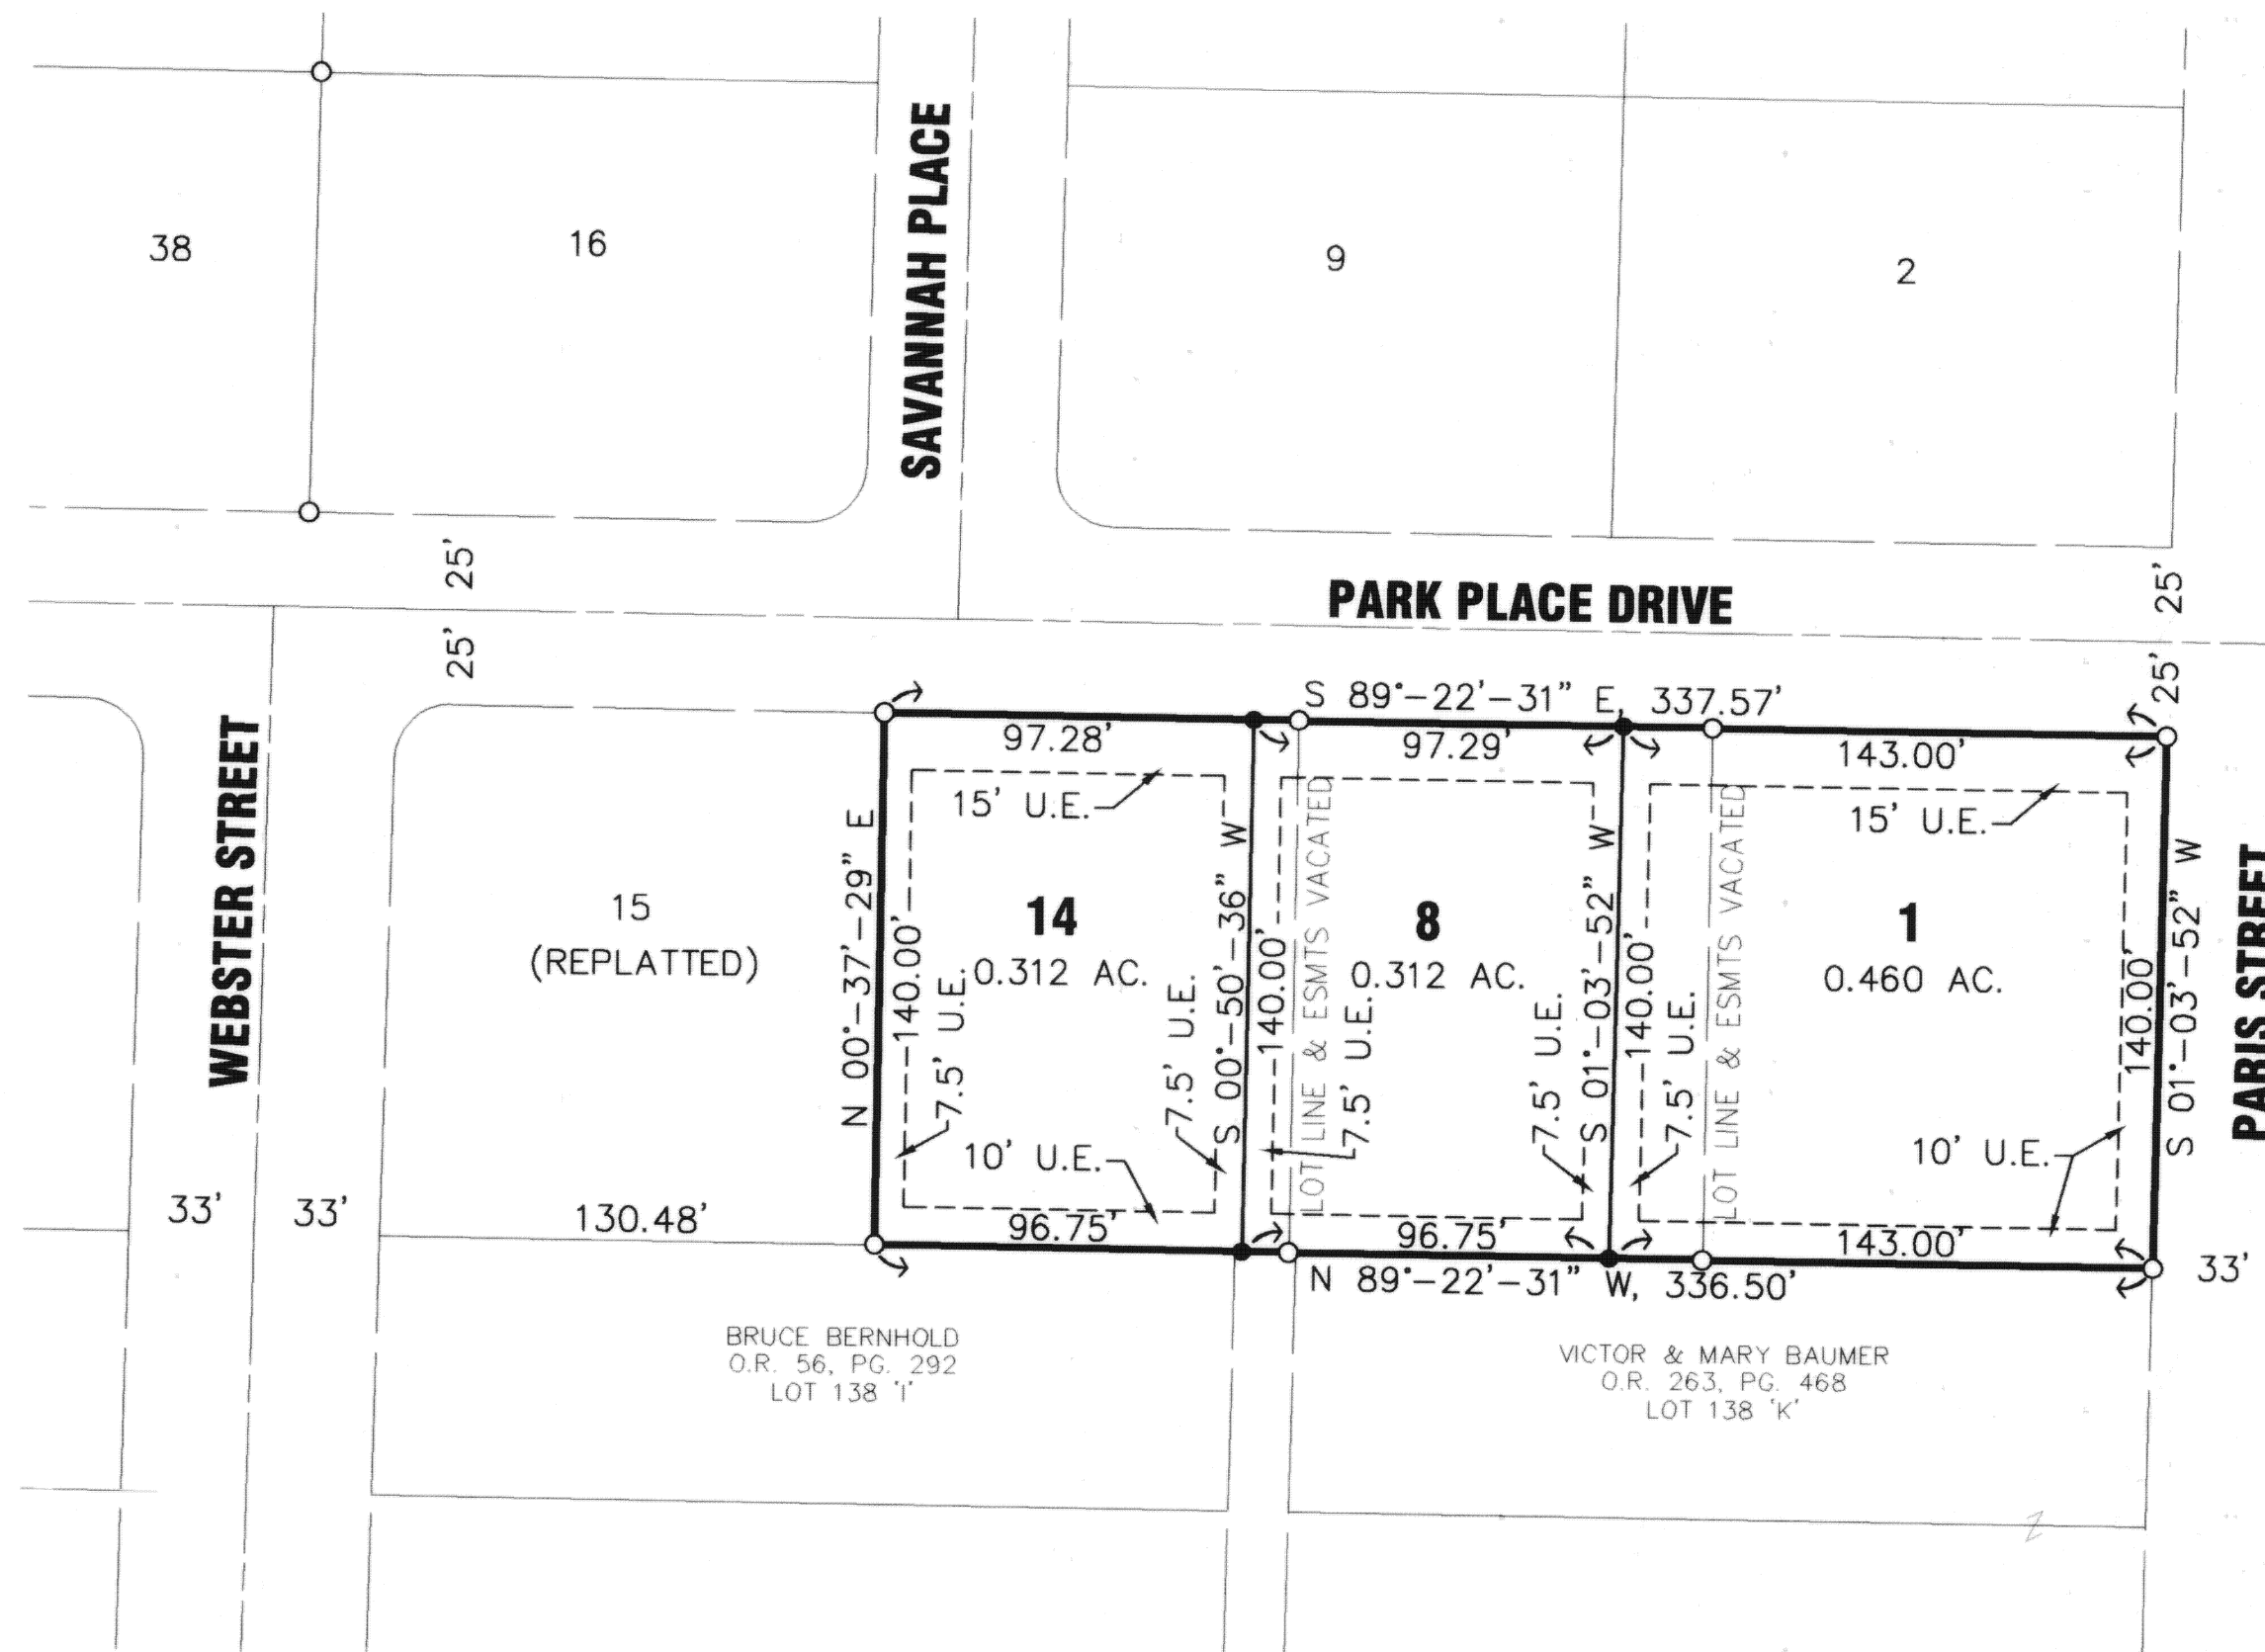 SAVANNAH PLACE
38
16
9
2
25'
25'
PARK PLACE DRIVE
25'
25'
WEBSTER STREET
S 89°-22'-31" E, 337.57'
97.28'
97.29'
143.00'
15' U.E.
15' U.E.
15
(REPLATTED)
N 00°-37'-29" E
140.00'
7.5' U.E.
14
0.312 AC.
7.5' U.E.
S 00°-50'-36" W
140.00'
LOT LINE & ESMTS VACATED
7.5' U.E.
8
0.312 AC.
7.5' U.E.
S 01°-03'-52" W
140.00'
7.5' U.E.
LOT LINE & ESMTS VACATED
1
0.460 AC.
140.00'
S 01°-03'-52" W
PARIS STREET
10' U.E.
10' U.E.
33'
33'
130.48'
96.75'
96.75'
143.00'
33'
N 89°-22'-31" W, 336.50'
BRUCE BERNHOLD
O.R. 56, PG. 292
LOT 138 'I'
VICTOR & MARY BAUMER
O.R. 263, PG. 468
LOT 138 'K'